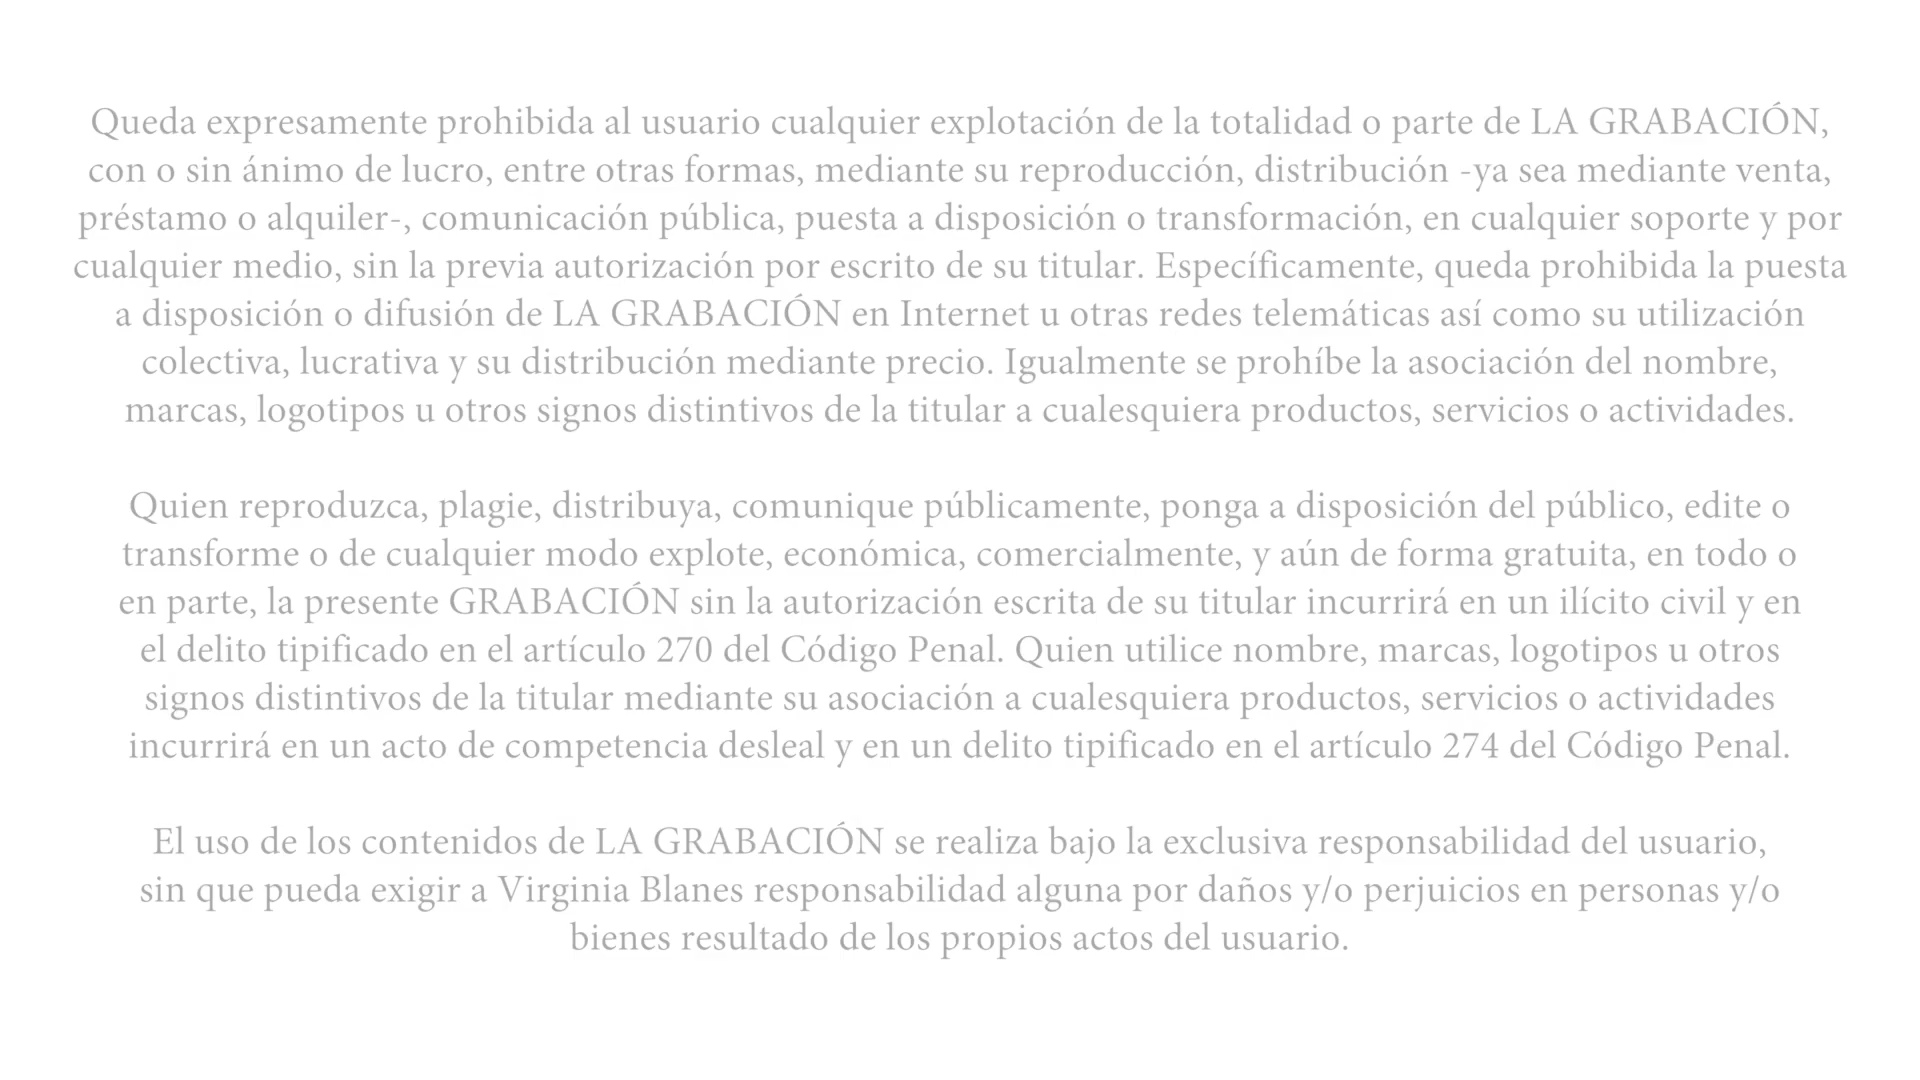 Queda expresamente prohibida al usuario cualquier explotación de la totalidad o parte de LA GRABACIÓN,
con o sin ánimo de lucro, entre otras formas, mediante su reproducción, distribución -ya sea mediante venta,
préstamo o alquiler-, comunicación pública, puesta a disposición o transformación, en cualquier soporte y por
cualquier medio, sin la previa autorización por escrito de su titular. Específicamente, queda prohibida la puesta
a disposición o difusión de LA GRABACIÓN en Internet u otras redes telemáticas así como su utilización
colectiva, lucrativa y su distribución mediante precio. Igualmente se prohíbe la asociación del nombre,
marcas, logotipos u otros signos distintivos de la titular a cualesquiera productos, servicios o actividades.
Quien reproduzca, plagie, distribuya, comunique públicamente, ponga a disposición del público, edite o
transforme o de cualquier modo explote, económica, comercialmente, y aún de forma gratuita, en todo o
en parte, la presente GRABACIÓN sin la autorización escrita de su titular incurrirá en un ilícito civil y en
el delito tipificado en el artículo 270 del Código Penal. Quien utilice nombre, marcas, logotipos u otros
signos distintivos de la titular mediante su asociación a cualesquiera productos, servicios o actividades
incurrirá en un acto de competencia desleal y en un delito tipificado en el artículo 274 del Código Penal.
El uso de los contenidos de LA GRABACIÓN se realiza bajo la exclusiva responsabilidad del usuario,
sin que pueda exigir a Virginia Blanes responsabilidad alguna por daños y/o perjuicios en personas y/o
bienes resultado de los propios actos del usuario.